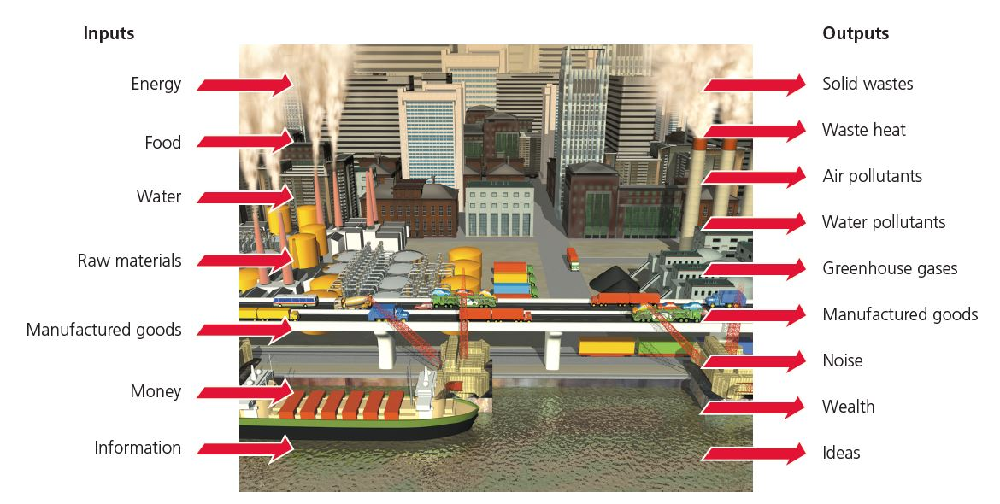 Inputs
Energy
Food
Water
Raw materials
Manufactured goods
Money
Information
Outputs
Solid wastes
Waste heat
Air pollutants
Water pollutants
Greenhouse gases
Manufactured goods
Noise
Wealth
Ideas